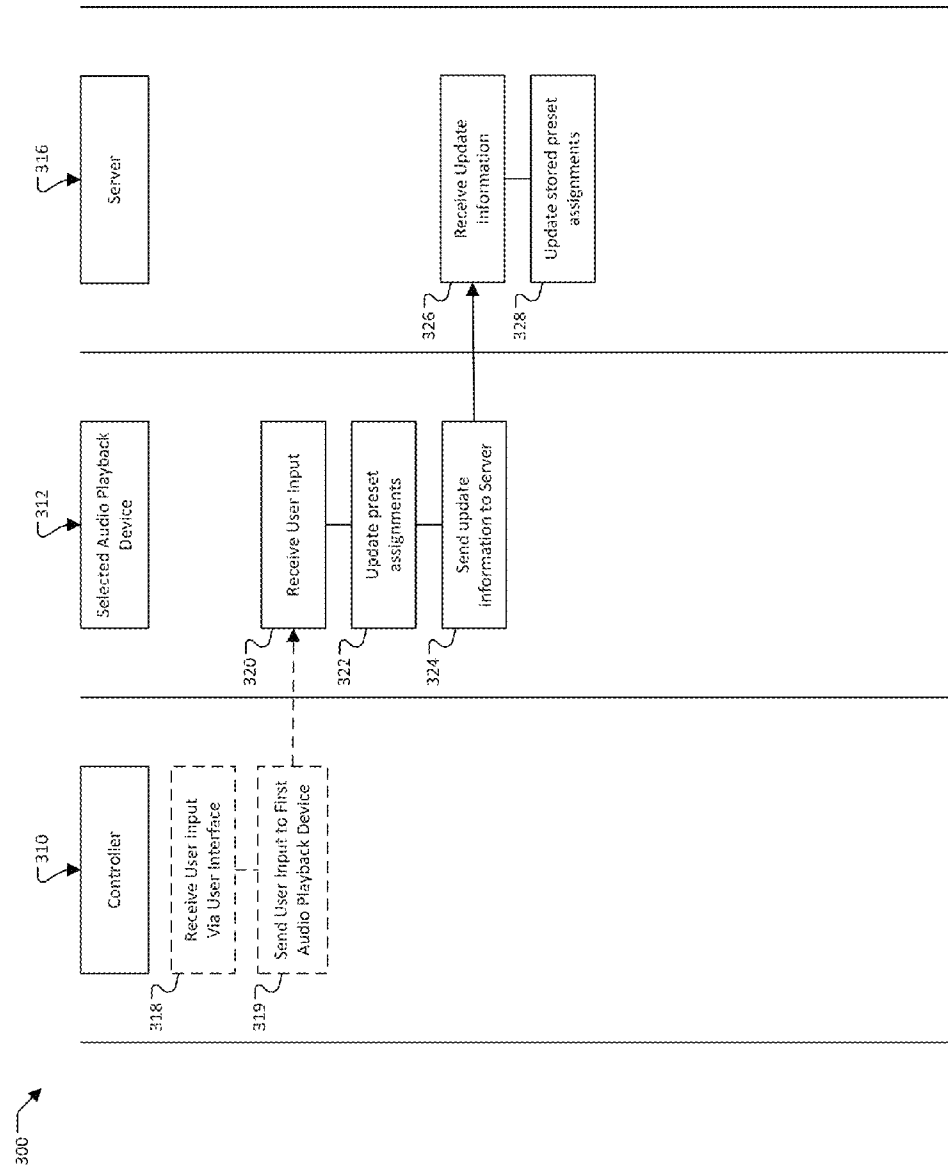 300
310
Controller
318
Receive User Input
Via User Interface
319
Send User Input to First
Audio Playback Device
312
Selected Audio Playback
Device
320
Receive User Input
322
Update preset
assignments
324
Send update
information to Server
316
Server
326
Receive Update
information
328
Update stored preset
assignments